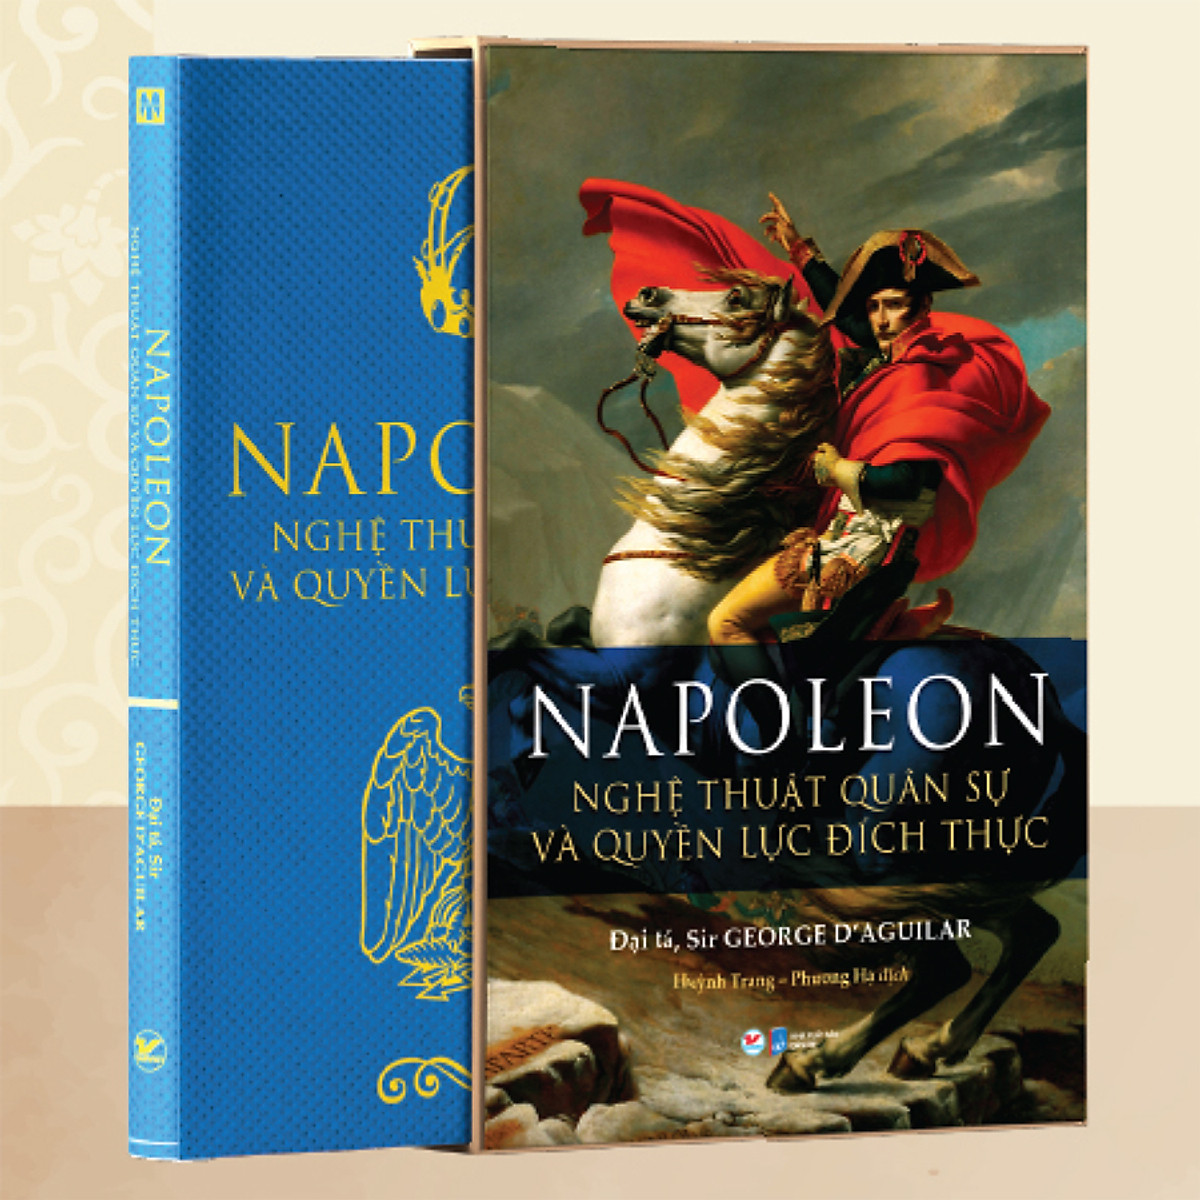 NAPOLEON
NGHỆ THUẬT QUÂN SỰ VÀ QUYỀN LỰC ĐÍCH THỰC
Đại tá, Sir
GEORGE D'AGUILAR
NAPO
NGHỆ THU
VÀ QUYỀN LỰ
NAPOLEON
NGHỆ THUẬT QUÂN SỰ
VÀ QUYỀN LỰC ĐÍCH THỰC
Đại tá, Sir GEORGE D'AGUILAR
Huỳnh Trang - Phương Hạ dịch